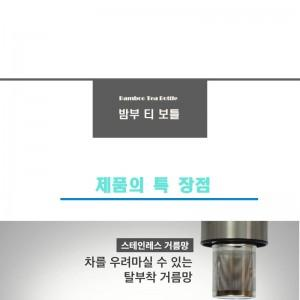 Bamboo Tea Bottle
밤부 티 보틀
제품의 특 장점
스테인레스 거름망
차를 우려마실 수 있는
탈부착 거름망